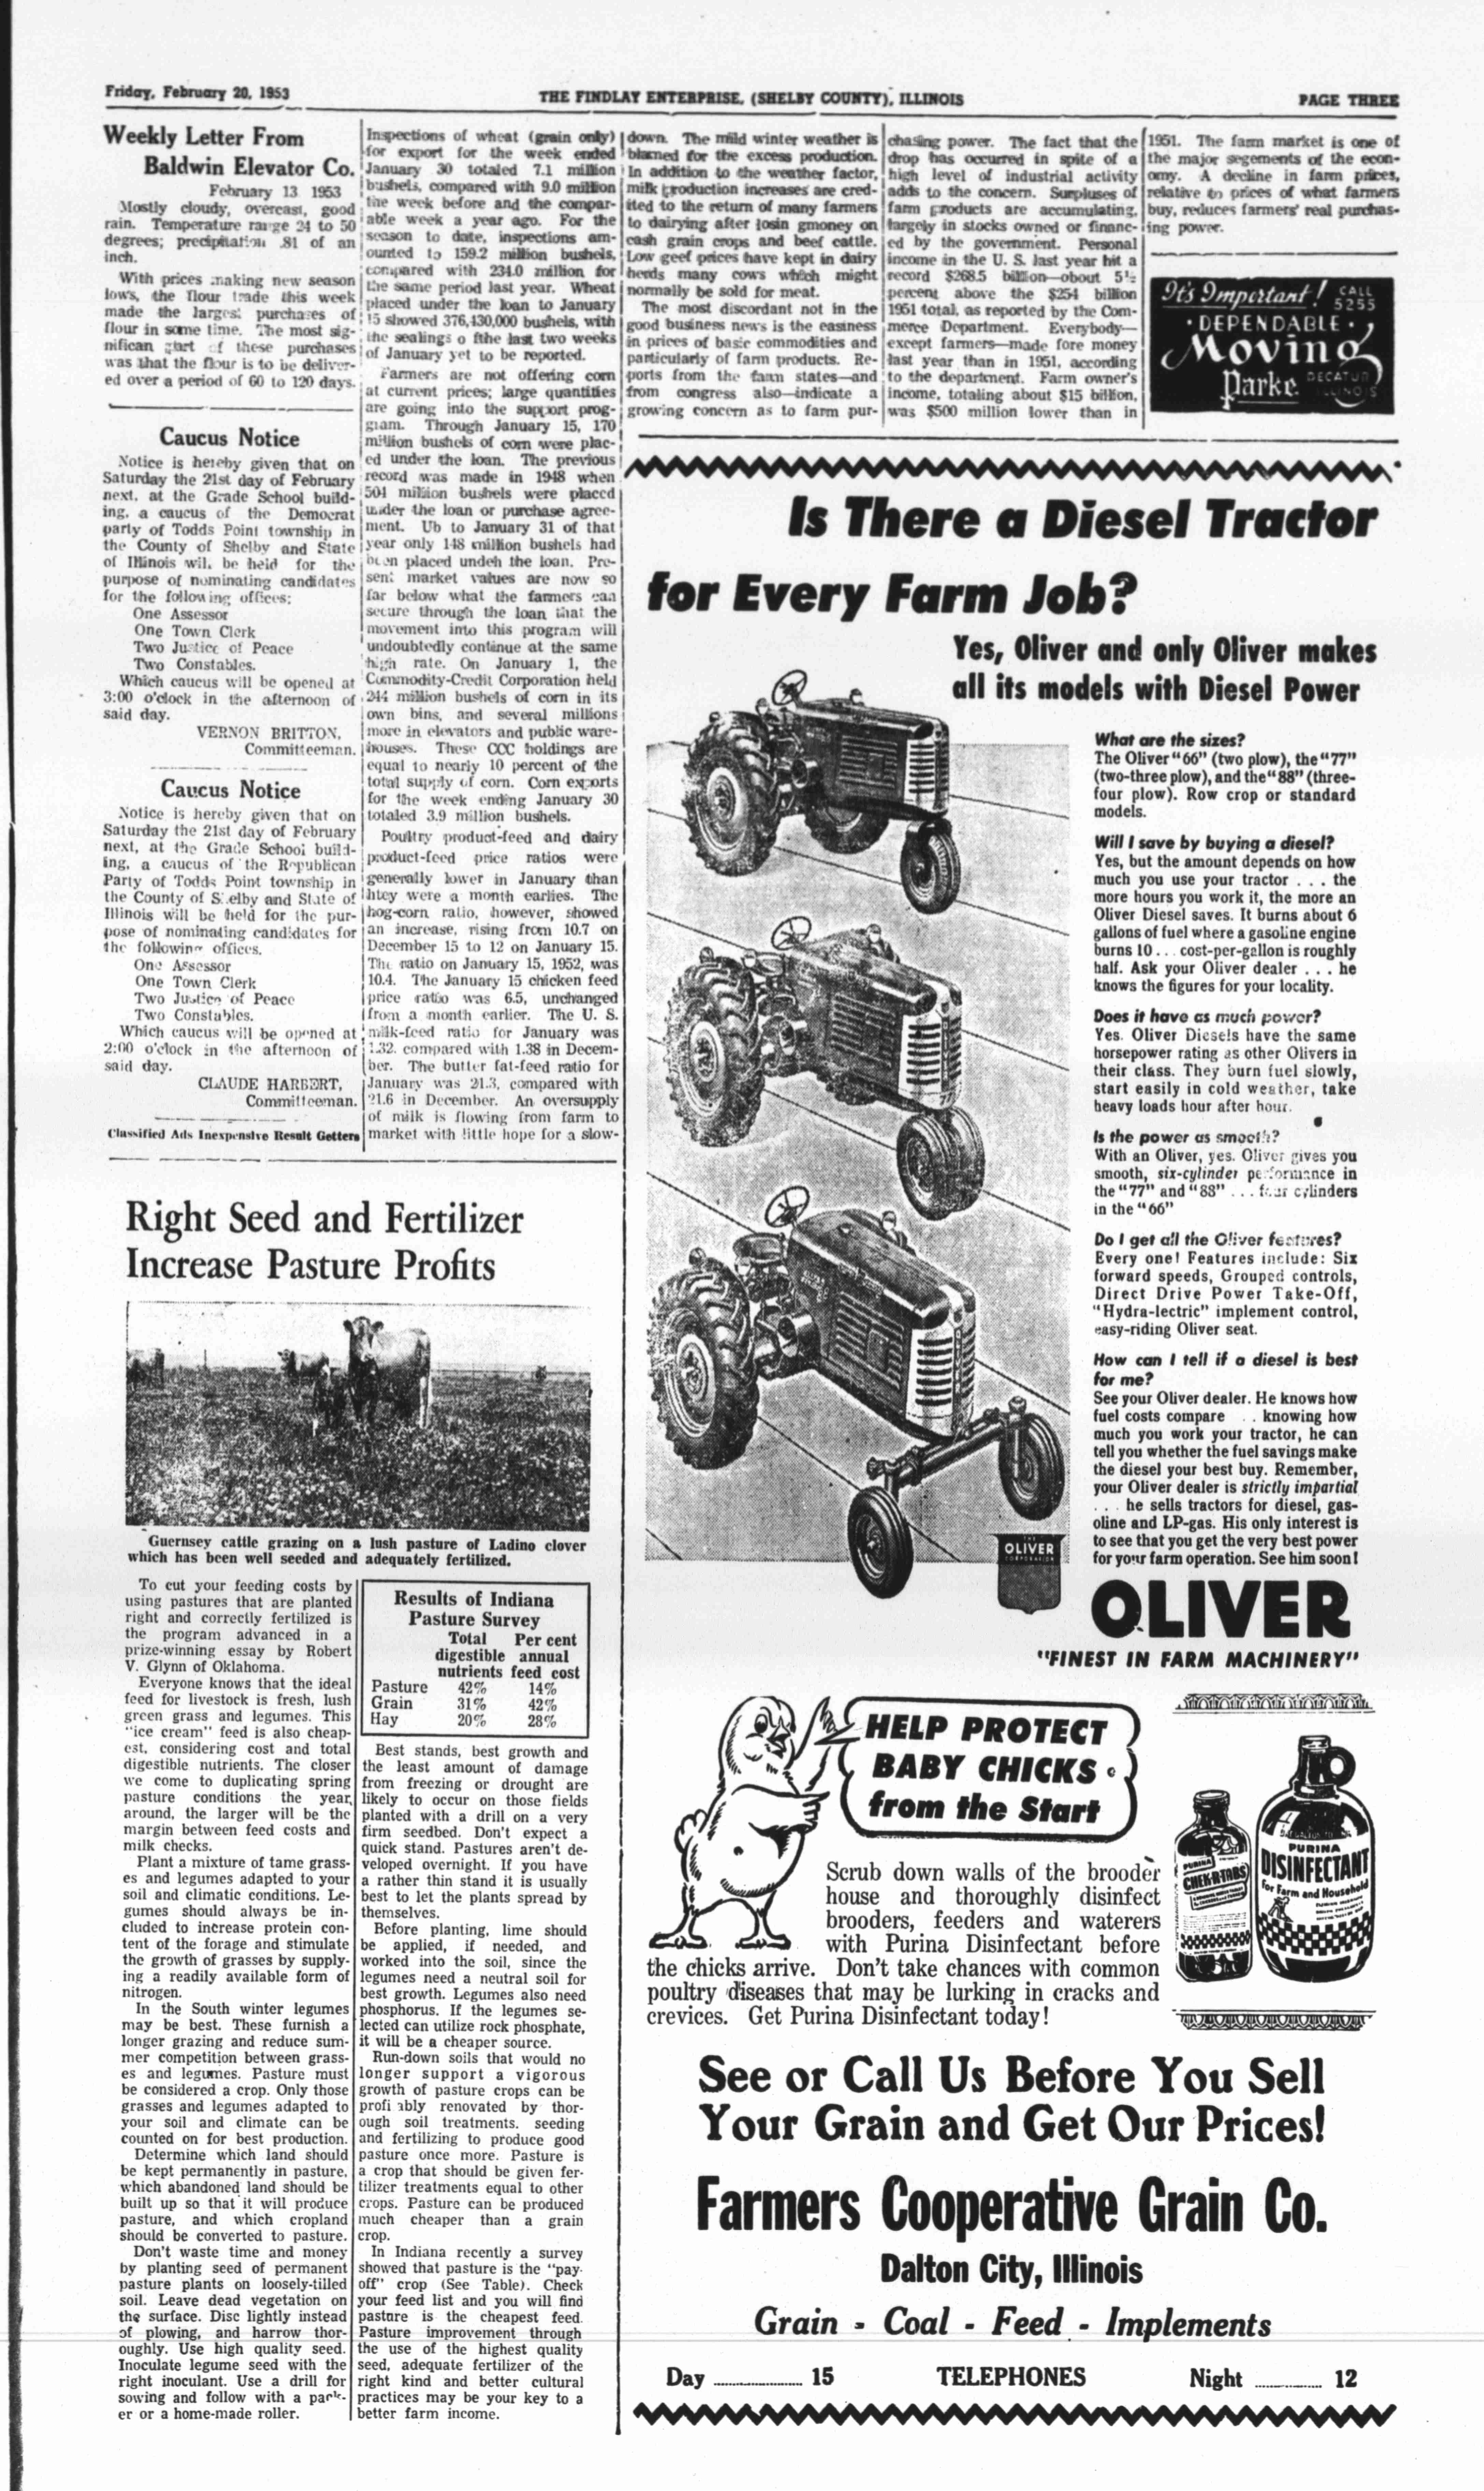 Friday, February 20, 1953
THE FINDLAY ENTERPRISE, (SHELBY COUNTY), ILLINOIS
PAGE THREE
Weekly Letter From
Baldwin Elevator Co.
February 13 1953
Mostly cloudy, overcast, good
rain. Temperature range 24 to 50
degrees; precipitation .81 of an
inch.
With prices making new season
lows, the flour trade this week
made the largest purchases of
flour in some time. The most sig-
nifican part of these purchases
was that the flour is to be deliver-
ed over a period of 60 to 120 days.
Caucus Notice
Notice is hereby given that on
Saturday the 21st day of February
next, at the Grade School build-
ing, a caucus of the Democrat
party of Todds Point township in
the County of Shelby and State
of Illinois wil. be held for the
purpose of nominating candidates
for the following offices:
One Assessor
One Town Clerk
Two Justice of Peace
Two Constables.
Which caucus will be opened at
3:00 o'clock in the afternoon of
said day.
VERNON BRITTON,
Committeeman.
Caucus Notice
Notice is hereby given that on
Saturday the 21st day of February
next, at the Grade School build-
ing, a caucus of the Republican
Party of Todds Point township in
the County of Shelby and State of
Illinois will be held for the pur-
pose of nominating candidates for
the following offices.
One Assessor
One Town Clerk
Two Justice of Peace
Two Constables.
Which caucus will be opened at
2:00 o'clock in the afternoon of
said day.
CLAUDE HARBERT,
Committeeman.
Classified Ads Inexpensive Result Getters
Inspections of wheat (grain only)
for export for the week ended
January 30 totaled 7.1 million
bushels, compared with 9.0 million
the week before and the compar-
able week a year ago. For the
season to date, inspections am-
ounted to 159.2 million bushels,
compared with 234.0 million for
the same period last year. Wheat
placed under the loan to January
15 showed 376,430,000 bushels, with
the sealings o fthe last two weeks
of January yet to be reported.
Farmers are not offering corn
at current prices; large quantities
are going into the support prog-
gram. Through January 15, 170
million bushels of corn were plac-
ed under the loan. The previous
record was made in 1948 when
504 million bushels were placed
under the loan or purchase agree-
ment. Ub to January 31 of that
year only 148 million bushels had
been placed undeh the loan. Pre-
sent market values are now so
far below what the farmers can
secure through the loan that the
movement into this program will
undoubtedly continue at the same
high rate. On January 1, the
Commodity-Credit Corporation held
244 million bushels of corn in its
own bins, and several millions
more in elevators and public ware-
houses. These CCC holdings are
equal to nearly 10 percent of the
total supply of corn. Corn exports
for the week ending January 30
totaled 3.9 million bushels.
Poultry product-feed and dairy
product-feed price ratios were
generally lower in January than
htey were a month earlies. The
hog-corn ratio, however, showed
an increase, rising from 10.7 on
December 15 to 12 on January 15.
The ratio on January 15, 1952, was
10.4. The January 15 chicken feed
price ratio was 6.5, unchanged
from a month earlier. The U. S.
milk-feed ratio for January was
1.32. compared with 1.38 in Decem-
ber. The butter fat-feed ratio for
January was 21.3, compared with
21.6 in December. An oversupply
of milk is flowing from farm to
market with little hope for a slow-
down. The mild winter weather is
blamed for the excess production.
In addition to the weather factor,
milk production increases are cred-
ited to the return of many farmers
to dairying after losin gmoney on
cash grain crops and beef cattle.
Low geef prices have kept in dairy
herds many cows which might
normally be sold for meat.
The most discordant not in the
good business news is the easiness
in prices of basic commodities and
particularly of farm products. Re-
ports from the farm states—and
from congress also—indicate a
growing concern as to farm pur-
chasing power. The fact that the
drop has occurred in spite of a
high level of industrial activity
adds to the concern. Surpluses of
farm products are accumulating,
largely in stocks owned or financ-
ed by the government. Personal
income in the U. S. last year hit a
record $268.5 billion—obout 5½
percent above the $254 billion
1951 total, as reported by the Com-
merce Department. Everybody—
except farmers—made fore money
last year than in 1951, according
to the department. Farm owner's
income, totaling about $15 billion,
was $500 million lower than in
1951. The farm market is one of
the major segements of the econ-
omy. A decline in farm prices,
relative to prices of what farmers
buy, reduces farmers' real purchas-
ing power.
It's Important! CALL 5255
DEPENDABLE
Moving
Parke DECATUR ILLINOIS
Right Seed and Fertilizer
Increase Pasture Profits
Guernsey cattle grazing on a lush pasture of Ladino clover
which has been well seeded and adequately fertilized.
To cut your feeding costs by
using pastures that are planted
right and correctly fertilized is
the program advanced in a
prize-winning essay by Robert
V. Glynn of Oklahoma.
Everyone knows that the ideal
feed for livestock is fresh, lush
green grass and legumes. This
"ice cream" feed is also cheap-
est, considering cost and total
digestible nutrients. The closer
we come to duplicating spring
pasture conditions the year
around, the larger will be the
margin between feed costs and
milk checks.
Plant a mixture of tame grass-
es and legumes adapted to your
soil and climatic conditions. Le-
gumes should always be in-
cluded to increase protein con-
tent of the forage and stimulate
the growth of grasses by supply-
ing a readily available form of
nitrogen.
In the South winter legumes
may be best. These furnish a
longer grazing and reduce sum-
mer competition between grass-
es and legumes. Pasture must
be considered a crop. Only those
grasses and legumes adapted to
your soil and climate can be
counted on for best production.
Determine which land should
be kept permanently in pasture,
which abandoned land should be
built up so that it will produce
pasture, and which cropland
should be converted to pasture.
Don't waste time and money
by planting seed of permanent
pasture plants on loosely-tilled
soil. Leave dead vegetation on
the surface. Disc lightly instead
of plowing, and harrow thor-
oughly. Use high quality seed.
Inoculate legume seed with the
right inoculant. Use a drill for
sowing and follow with a pack-
er or a home-made roller.
Results of Indiana
Pasture Survey
Total Per cent
digestible annual
nutrients feed cost
Pasture 42% 14%
Grain 31% 42%
Hay 20% 28%
Best stands, best growth and
the least amount of damage
from freezing or drought are
likely to occur on those fields
planted with a drill on a very
firm seedbed. Don't expect a
quick stand. Pastures aren't de-
veloped overnight. If you have
a rather thin stand it is usually
best to let the plants spread by
themselves.
Before planting, lime should
be applied, if needed, and
worked into the soil, since the
legumes need a neutral soil for
best growth. Legumes also need
phosphorus. If the legumes se-
lected can utilize rock phosphate,
it will be a cheaper source.
Run-down soils that would no
longer support a vigorous
growth of pasture crops can be
profi ably renovated by thor-
ough soil treatments. seeding
and fertilizing to produce good
pasture once more. Pasture is
a crop that should be given fer-
tilizer treatments equal to other
crops. Pasture can be produced
much cheaper than a grain
crop.
In Indiana recently a survey
showed that pasture is the "pay-
off" crop (See Table). Check
your feed list and you will find
pasture is the cheapest feed.
Pasture improvement through
the use of the highest quality
seed, adequate fertilizer of the
right kind and better cultural
practices may be your key to a
better farm income.
Is There a Diesel Tractor
for Every Farm Job?
Yes, Oliver and only Oliver makes
all its models with Diesel Power
What are the sizes?
The Oliver "66" (two plow), the "77"
(two-three plow), and the "88" (three-
four plow). Row crop or standard
models.
Will I save by buying a diesel?
Yes, but the amount depends on how
much you use your tractor . . . the
more hours you work it, the more an
Oliver Diesel saves. It burns about 6
gallons of fuel where a gasoline engine
burns 10 . . . cost-per-gallon is roughly
half. Ask your Oliver dealer . . . he
knows the figures for your locality.
Does it have as much power?
Yes. Oliver Diesels have the same
horsepower rating as other Olivers in
their class. They burn fuel slowly,
start easily in cold weather, take
heavy loads hour after hour.
Is the power as smooth?
With an Oliver, yes. Oliver gives you
smooth, six-cylinder performance in
the "77" and "88" . . . four cylinders
in the "66"
Do I get all the Oliver features?
Every one! Features include: Six
forward speeds, Grouped controls,
Direct Drive Power Take-Off,
"Hydra-lectric" implement control,
easy-riding Oliver seat.
How can I tell if a diesel is best
for me?
See your Oliver dealer. He knows how
fuel costs compare . . knowing how
much you work your tractor, he can
tell you whether the fuel savings make
the diesel your best buy. Remember,
your Oliver dealer is strictly impartial
. . . he sells tractors for diesel, gas-
oline and LP-gas. His only interest is
to see that you get the very best power
for your farm operation. See him soon!
THE
OLIVER
CORPORATION
OLIVER
"FINEST IN FARM MACHINERY"
HELP PROTECT
BABY CHICKS
from the Start
Scrub down walls of the brooder
house and thoroughly disinfect
brooders, feeders and waterers
with Purina Disinfectant before
the chicks arrive. Don't take chances with common
poultry diseases that may be lurking in cracks and
crevices. Get Purina Disinfectant today!
PURINA
CHEK-R-TABS
PURINA
DISINFECTANT
for Farm and Household
See or Call Us Before You Sell
Your Grain and Get Our Prices!
Farmers Cooperative Grain Co.
Dalton City, Illinois
Grain - Coal - Feed - Implements
Day 15 TELEPHONES Night 12